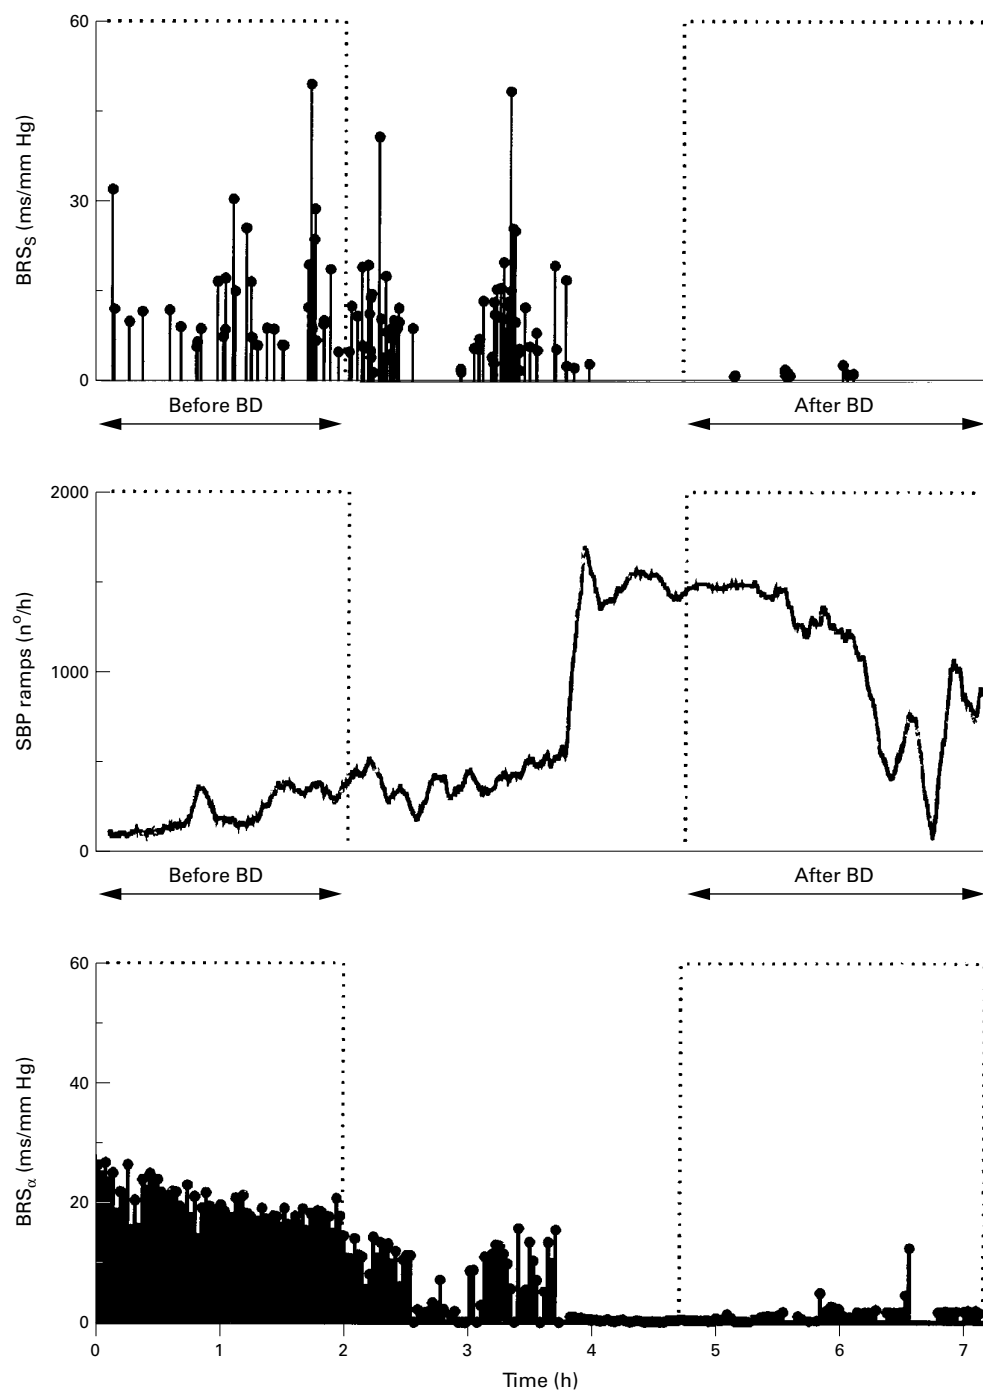 60
30
0
BRSS (ms/mm Hg)
Before BD
After BD
2000
1000
0
SBP ramps (nº/h)
Before BD
After BD
60
40
20
0
BRSα (ms/mm Hg)
0 1 2 3 4 5 6 7
Time (h)